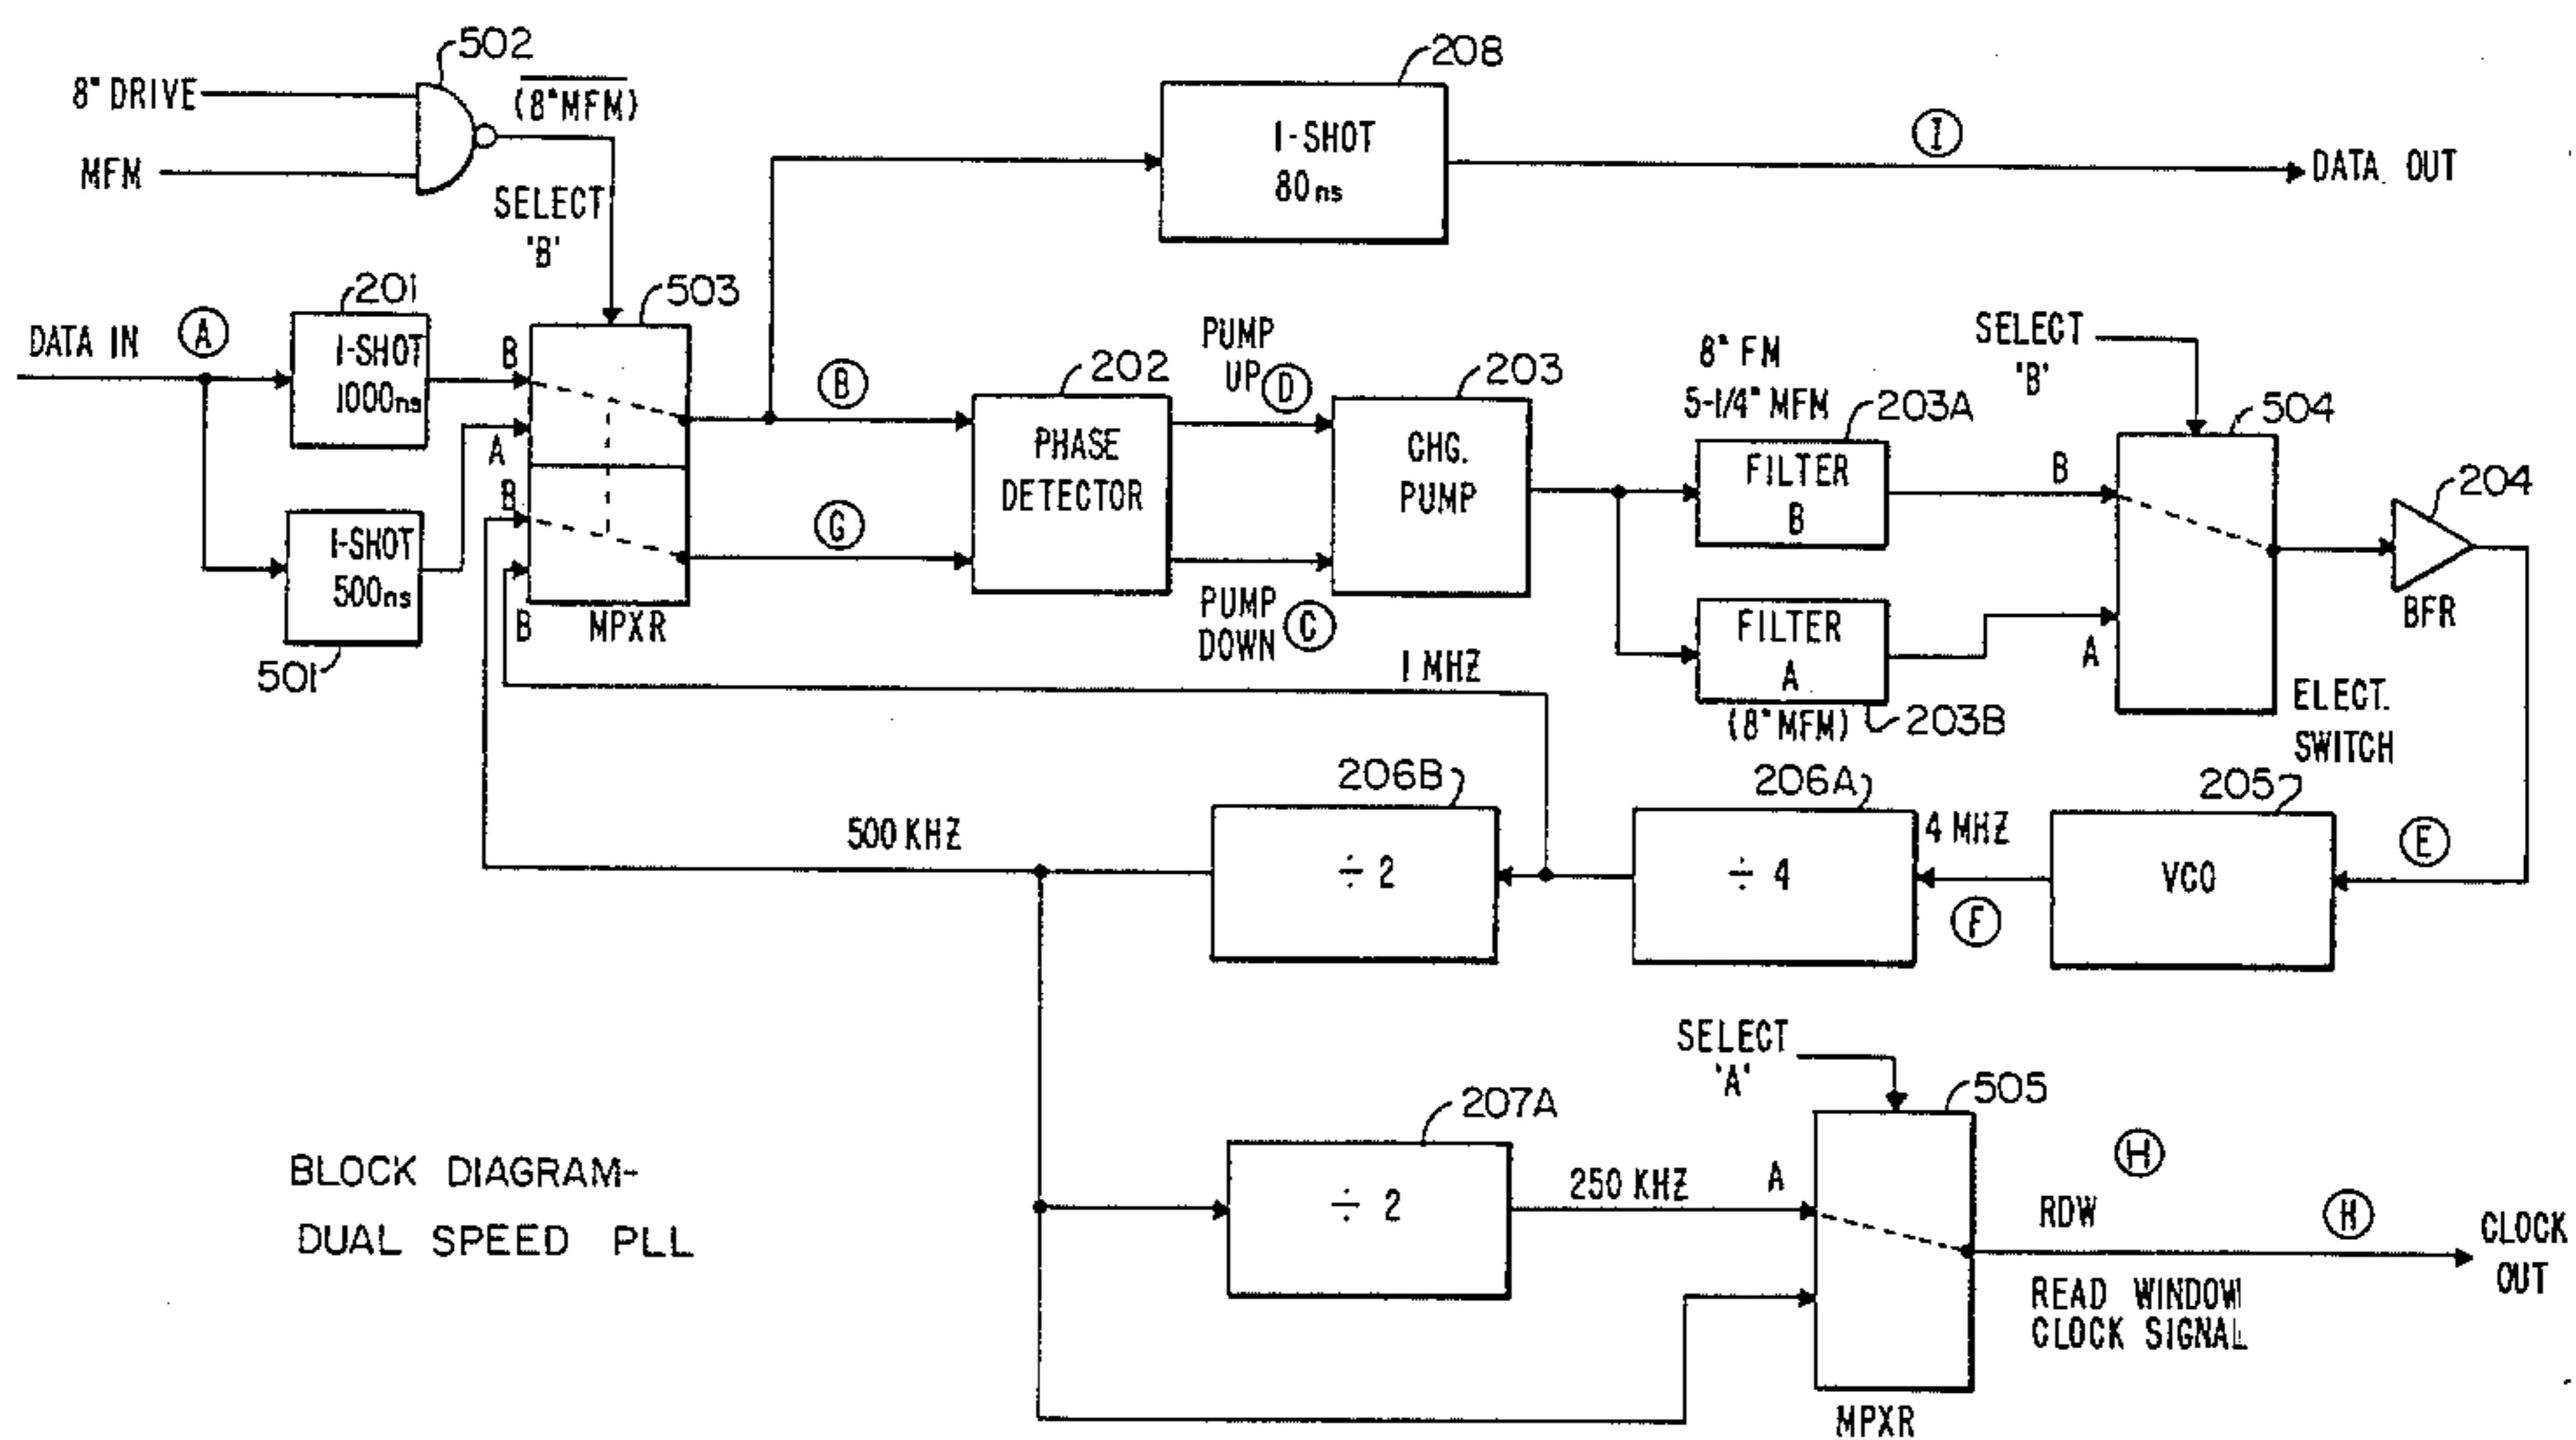 502
8" DRIVE
(8"MFM)
MFM
SELECT
'B'
208
1-SHOT
80ns
I
DATA OUT
DATA IN
A
201
1-SHOT
1000ns
B
A
B
B
503
MPXR
1-SHOT
500ns
501
B
G
202
PHASE
DETECTOR
PUMP
UP
D
PUMP
DOWN
C
203
CHG.
PUMP
8" FM
5-1/4" MFM
203A
FILTER
B
FILTER
A
(8"MFM)
203B
SELECT
'B'
504
B
A
ELECT.
SWITCH
204
BFR
1 MHZ
500 KHZ
206B
÷ 2
206A
÷ 4
4 MHZ
F
205
VCO
E
BLOCK DIAGRAM-
DUAL SPEED PLL
207A
÷ 2
250 KHZ
A
SELECT
'A'
505
MPXR
H
RDW
H
READ WINDOW
CLOCK SIGNAL
CLOCK
OUT